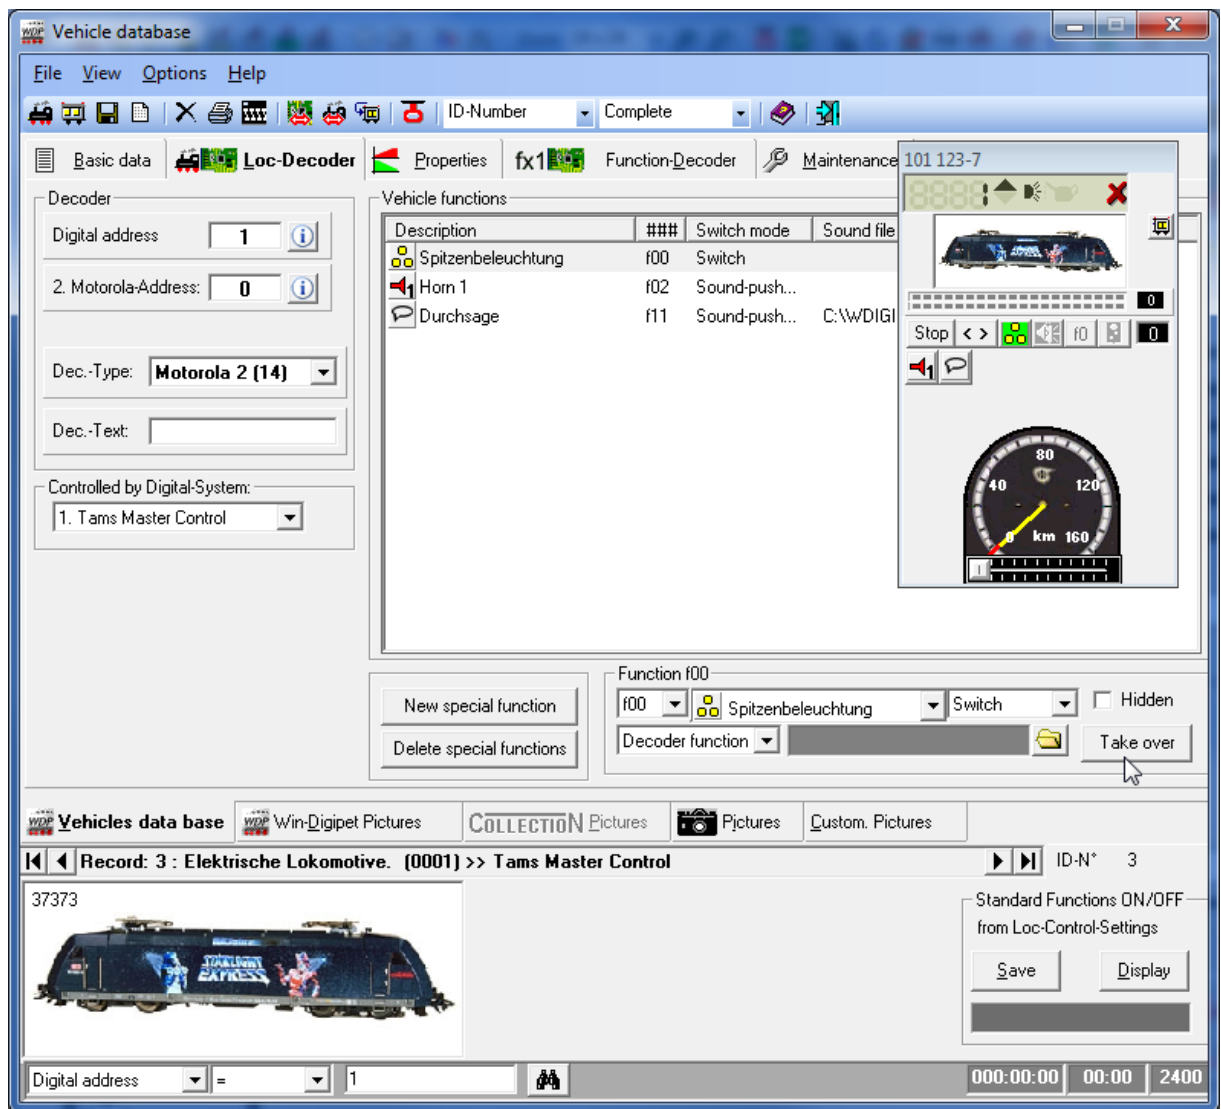 Vehicle database
File View Options Help
ID-Number Complete
Basic data Loc-Decoder Properties fx1 Function-Decoder Maintenance
101 123-7
Decoder
Digital address 1
2. Motorola-Address: 0
Dec.-Type: Motorola 2 (14)
Dec.-Text:
Controlled by Digital-System:
1. Tams Master Control
Vehicle functions
Description ### Switch mode Sound file
Spitzenbeleuchtung f00 Switch
1 Horn 1 f02 Sound-push...
Durchsage f11 Sound-push... C:\WDIGI
0
Stop < > f0 0
1
80
40 120
0 km 160
New special function
Delete special functions
Function f00
f00 Spitzenbeleuchtung Switch Hidden
Decoder function Take over
WDP Vehicles data base WDP Win-Digipet Pictures COLLECTION Pictures Pictures Custom. Pictures
Record: 3 : Elektrische Lokomotive. (0001) >> Tams Master Control ID-N° 3
37373
STARLIGHT
EXPRESS
Standard Functions ON/OFF
from Loc-Control-Settings
Save Display
Digital address = 1 000:00:00 00:00 2400